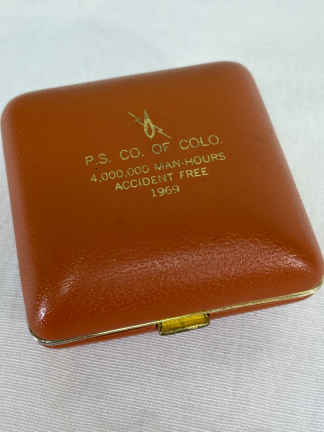 P.S. CO. OF COLO.
4,000,000 MAN-HOURS
ACCIDENT FREE
1969